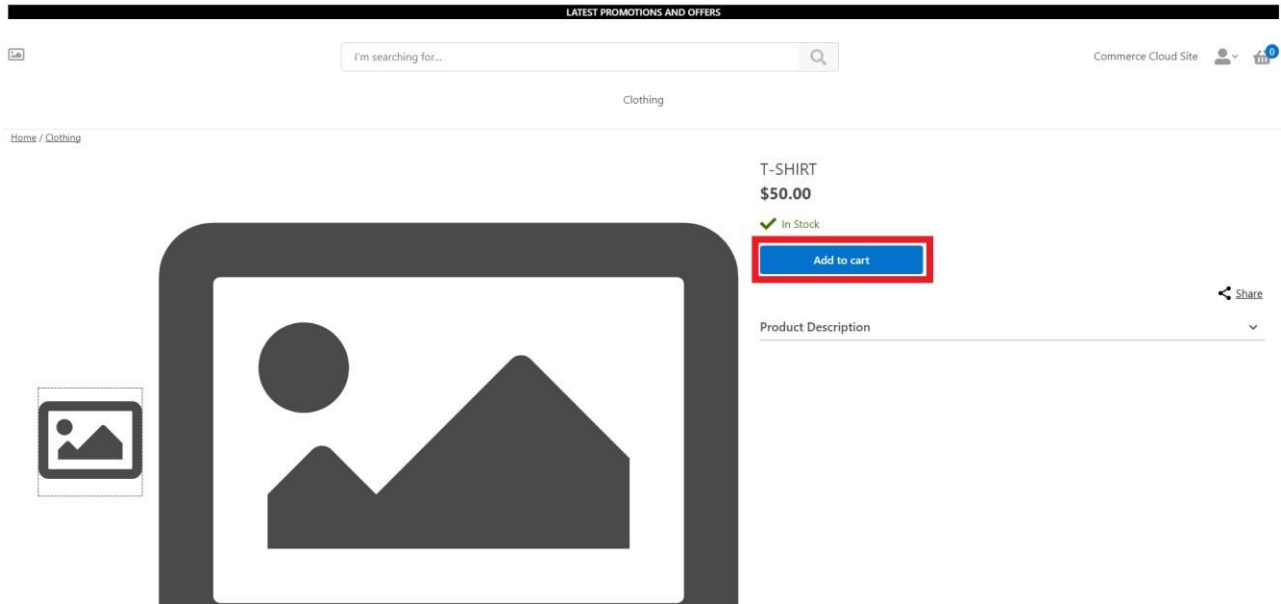 LATEST PROMOTIONS AND OFFERS
I'm searching for...
Commerce Cloud Site
0
Clothing
Home / Clothing
T-SHIRT
$50.00
In Stock
Add to cart
Share
Product Description